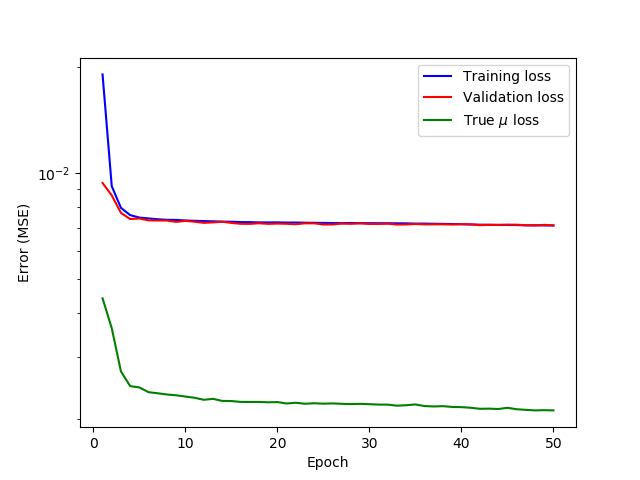 Training loss
Validation loss
True μ loss
10⁻²
Error (MSE)
0 10 20 30 40 50
Epoch